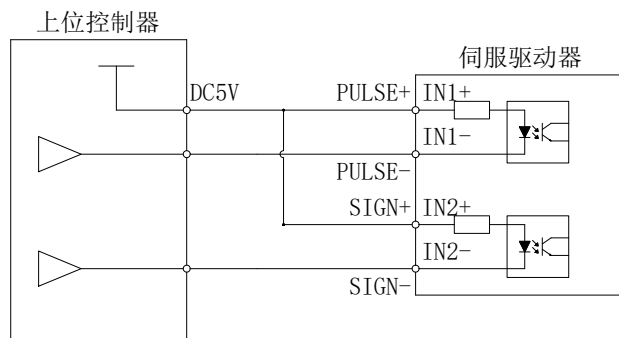 上位控制器
伺服驱动器
DC5V
PULSE+
IN1+
IN1-
PULSE-
SIGN+
IN2+
IN2-
SIGN-